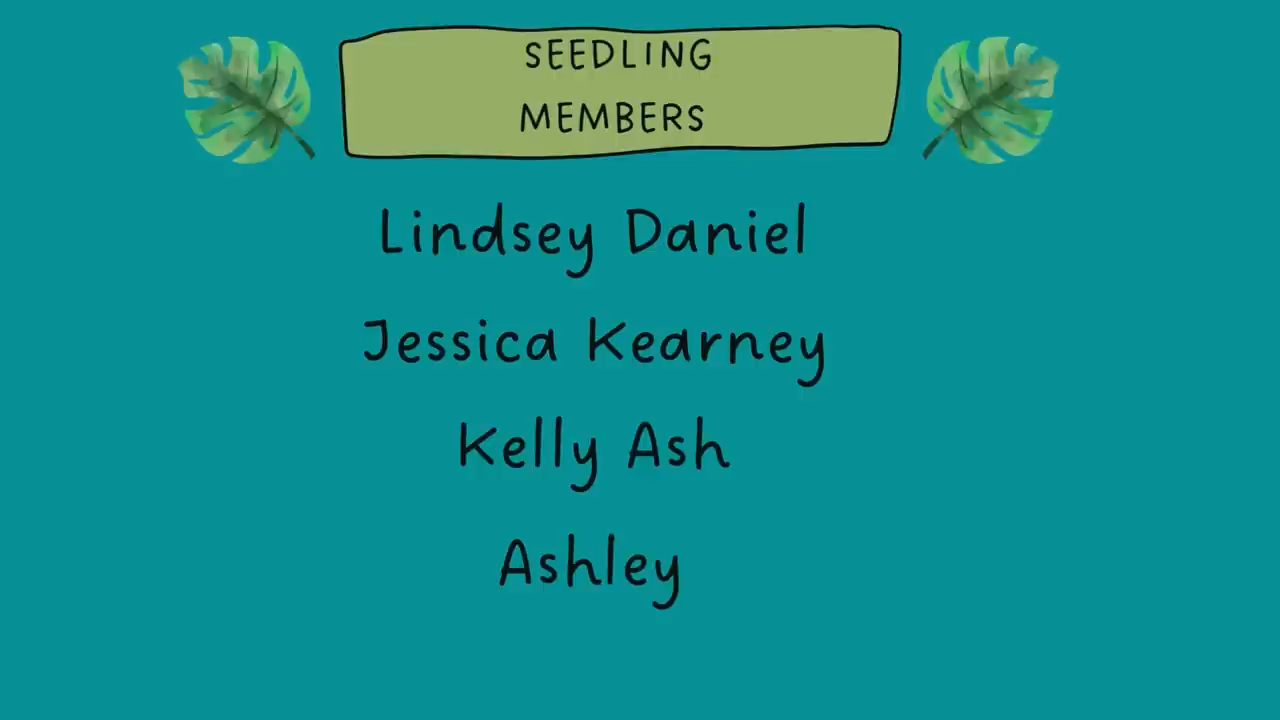 SEEDLING
MEMBERS
Lindsey Daniel
Jessica Kearney
Kelly Ash
Ashley